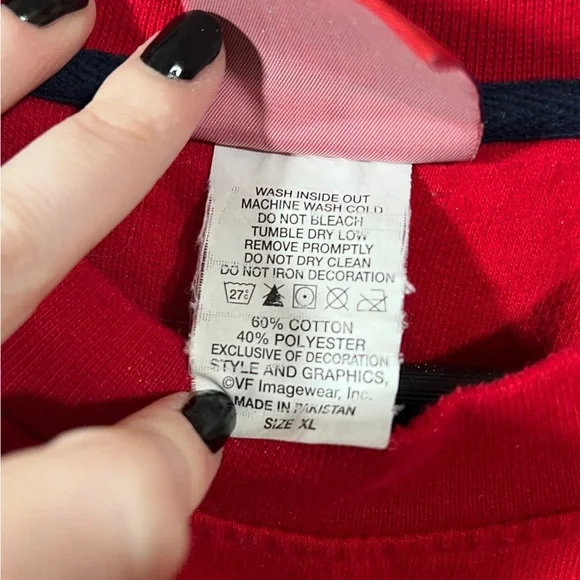 WASH INSIDE OUT
MACHINE WASH COLD
DO NOT BLEACH
TUMBLE DRY LOW
REMOVE PROMPTLY
DO NOT DRY CLEAN
DO NOT IRON DECORATION
27c
60% COTTON
40% POLYESTER
EXCLUSIVE OF DECORATION
STYLE AND GRAPHICS,
©VF Imagewear, Inc.
MADE IN PAKISTAN
SIZE XL